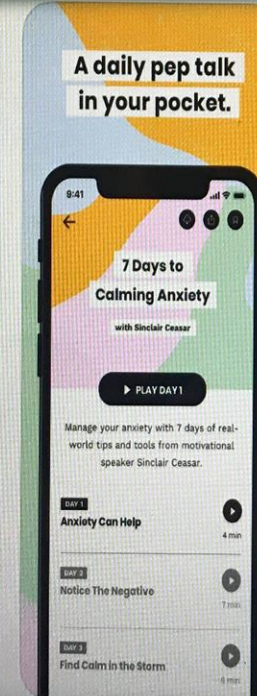 A daily pep talk
in your pocket.
9:41
7 Days to
Calming Anxiety
with Sinclair Ceasar
PLAY DAY 1
Manage your anxiety with 7 days of real-
world tips and tools from motivational
speaker Sinclair Ceasar.
DAY 1
Anxiety Can Help
4 min
DAY 2
Notice The Negative
7 min
DAY 3
Find Calm in the Storm
6 min